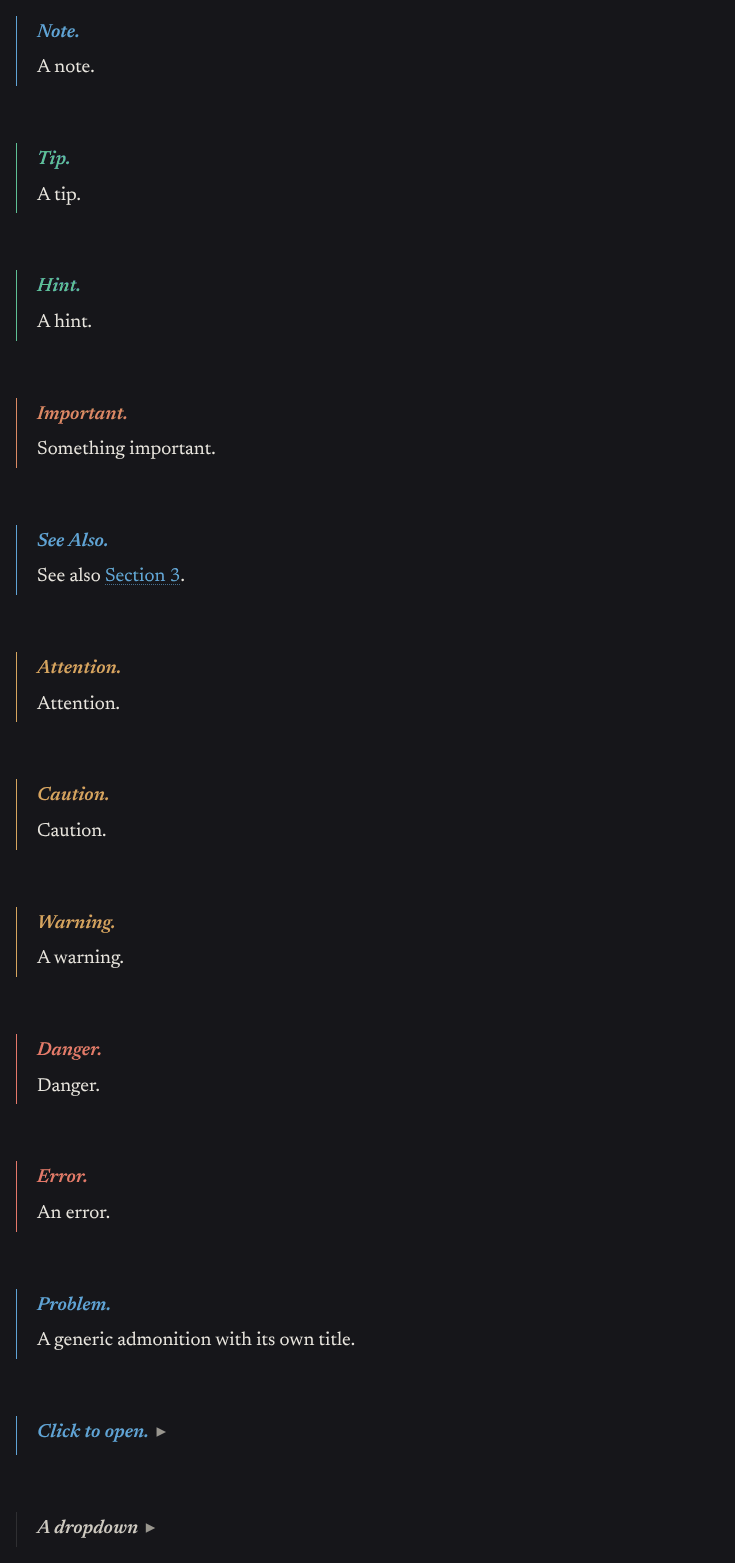 Note.
A note.
Tip.
A tip.
Hint.
A hint.
Important.
Something important.
See Also.
See also Section 3.
Attention.
Attention.
Caution.
Caution.
Warning.
A warning.
Danger.
Danger.
Error.
An error.
Problem.
A generic admonition with its own title.
Click to open. ▸
A dropdown ▸